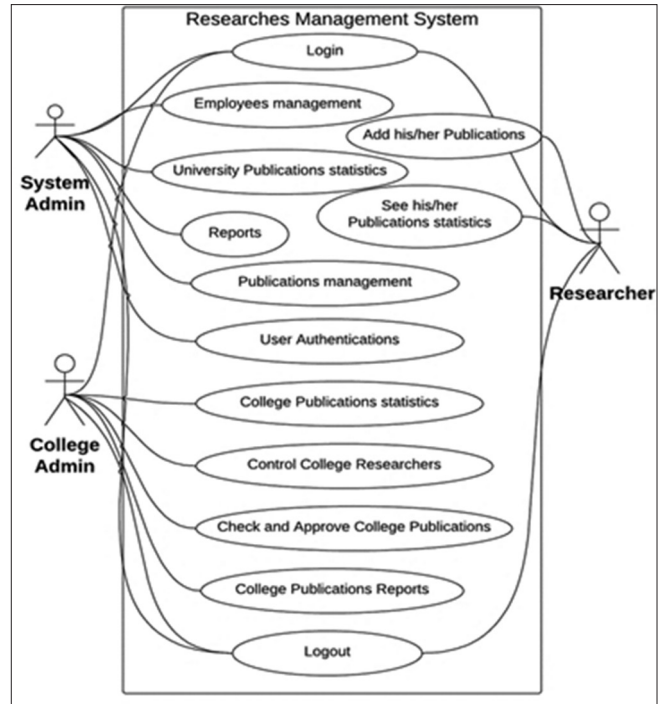 Researches Management System
Login
Employees management
Add his/her Publications
System
Admin
University Publications statistics
See his/her
Publications statistics
Reports
Researcher
Publications management
User Authentications
College
Admin
College Publications statistics
Control College Researchers
Check and Approve College Publications
College Publications Reports
Logout